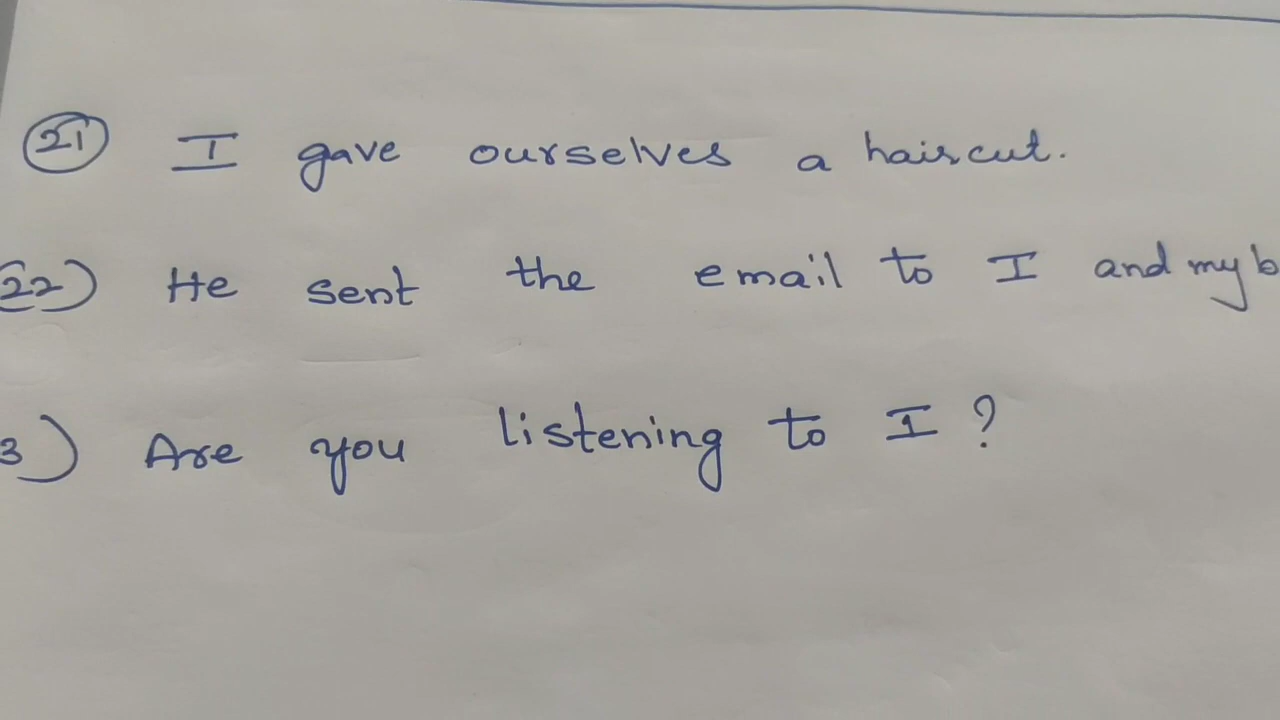 21 I gave ourselves a haircut.
22) He sent the email to I and my
3) Are you listening to I ?